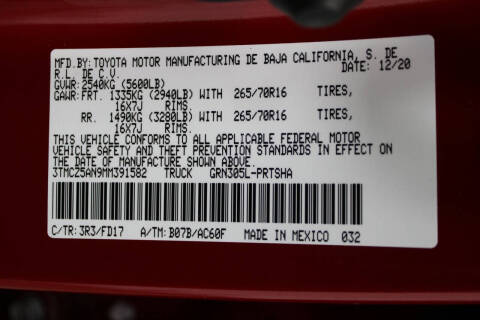 MFD.BY: TOYOTA MOTOR MANUFACTURING DE BAJA CALIFORNIA, S. DE
R.L. DE C.V. DATE: 12/20
GVWR: 2540KG (5600LB)
GAWR: FRT. 1335KG (2940LB) WITH 265/70R16 TIRES,
16X7J RIMS.
RR. 1490KG (3280LB) WITH 265/70R16 TIRES,
16X7J RIMS.
THIS VEHICLE CONFORMS TO ALL APPLICABLE FEDERAL MOTOR
VEHICLE SAFETY AND THEFT PREVENTION STANDARDS IN EFFECT ON
THE DATE OF MANUFACTURE SHOWN ABOVE.
3TMCZ5AN9MM391582 TRUCK GRN305L-PRTSHA
C/TR: 3R3/FD17 A/TM: B07B/AC60F MADE IN MEXICO 032